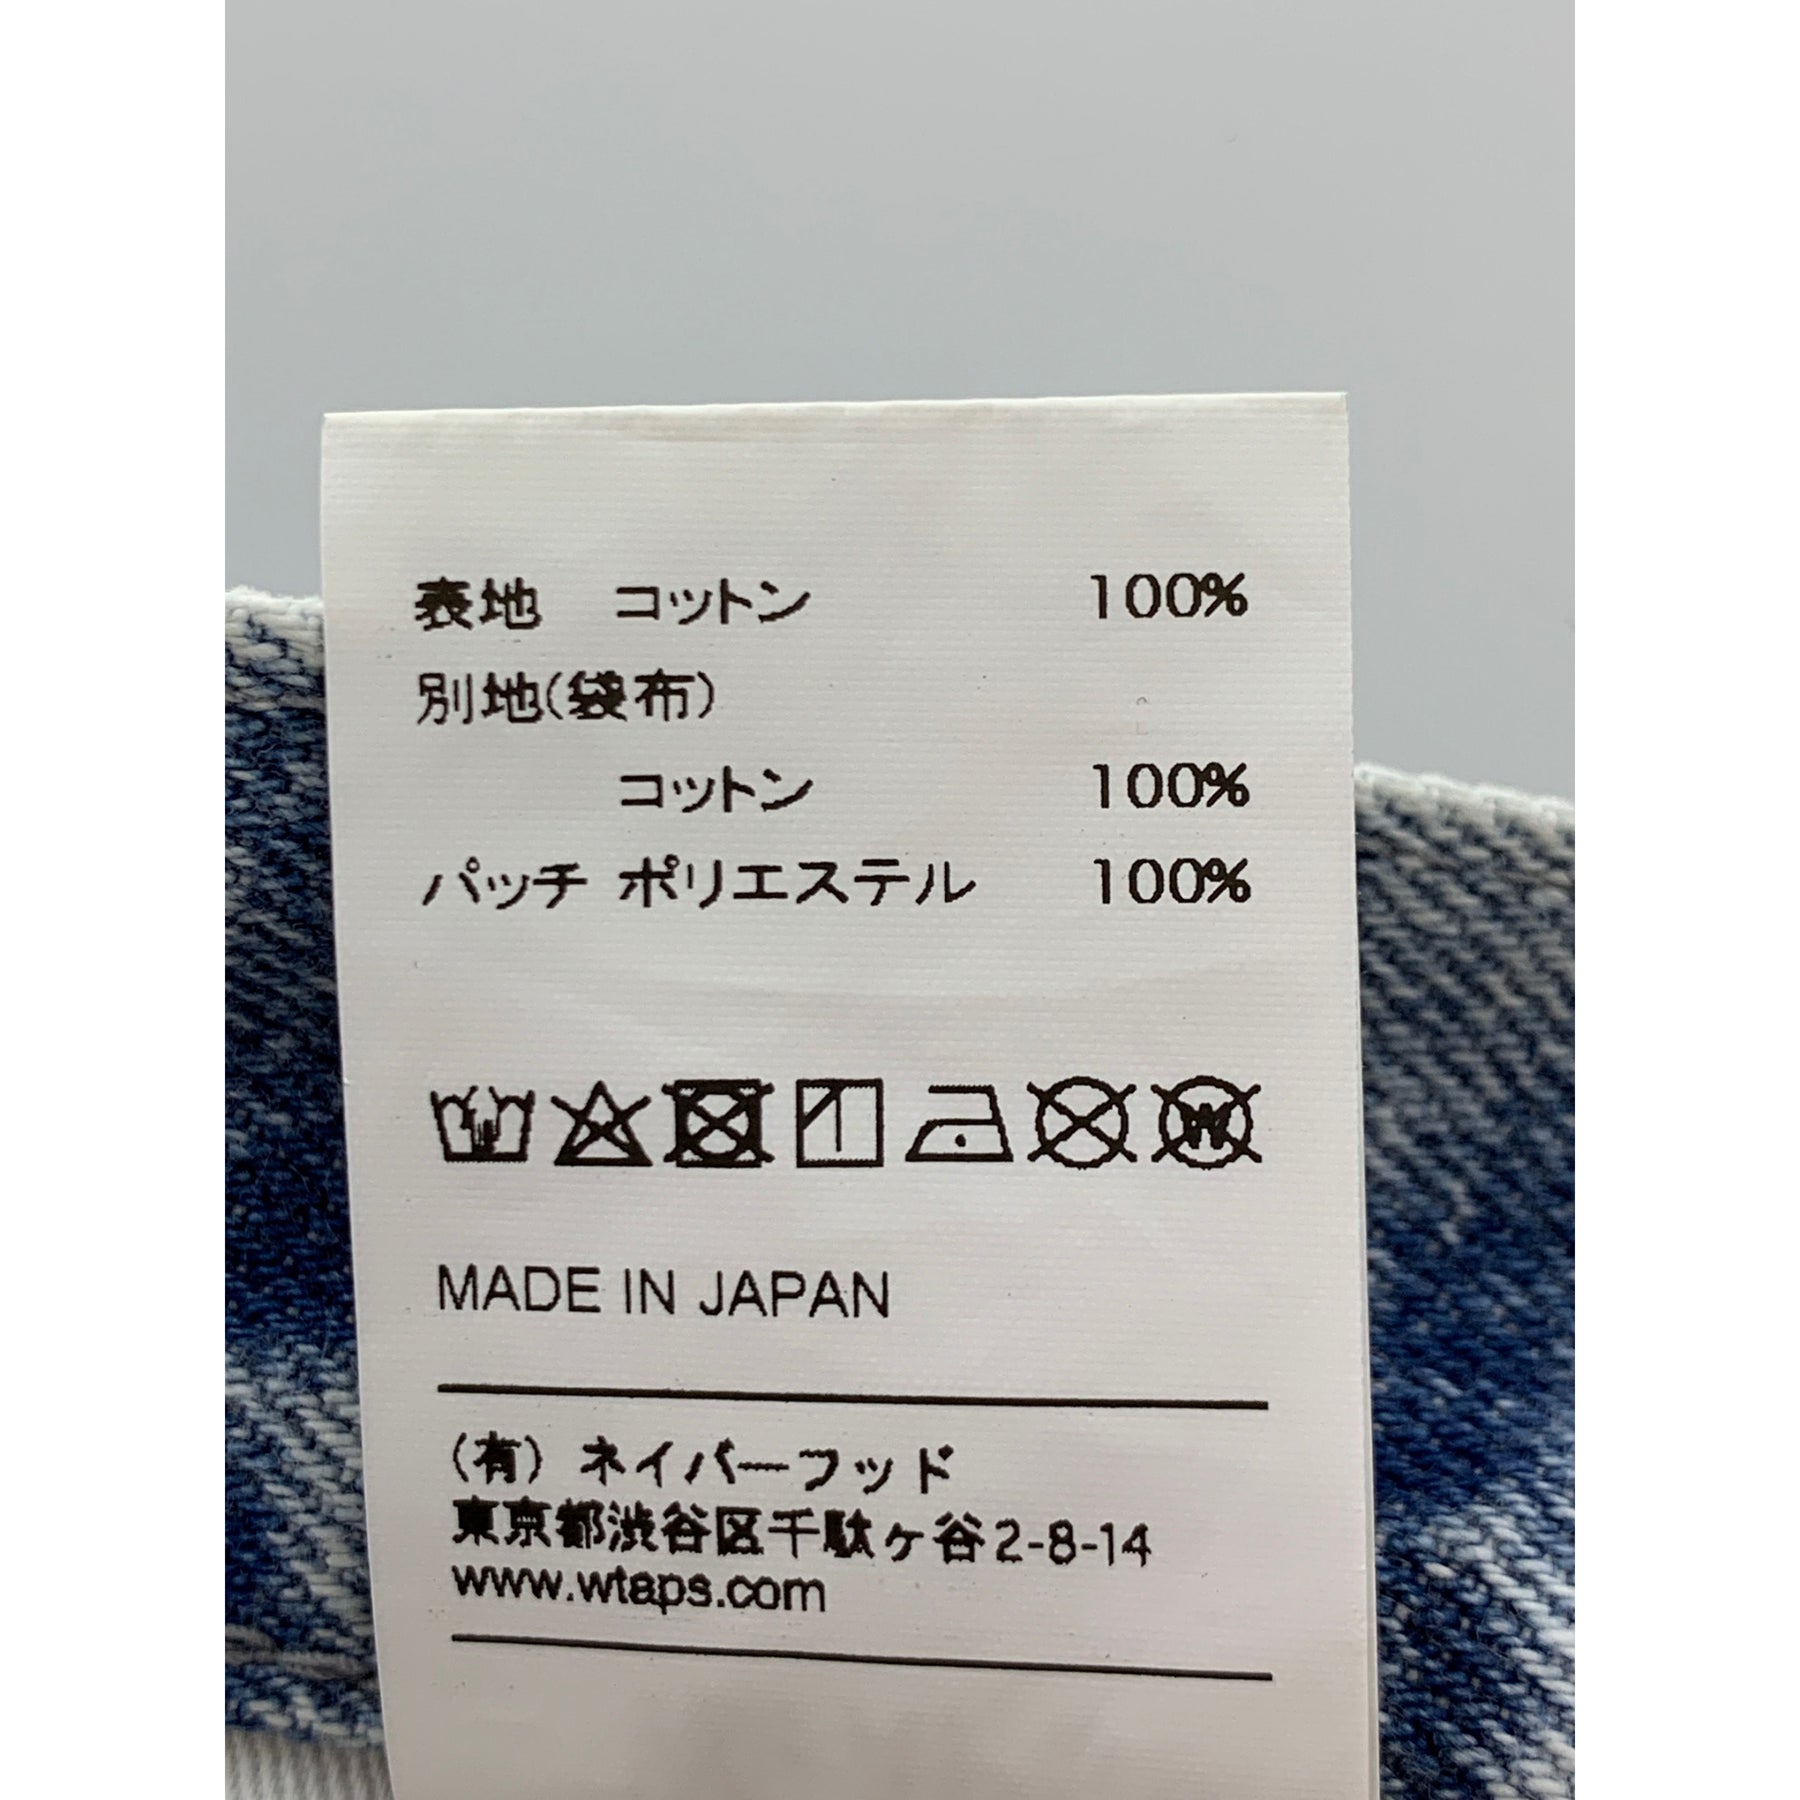 表地 コットン 100%
別地(袋布)
コットン 100%
パッチ ポリエステル 100%
W
MADE IN JAPAN
(有) ネイバーフッド
東京都渋谷区千駄ヶ谷2-8-14
www.wtaps.com